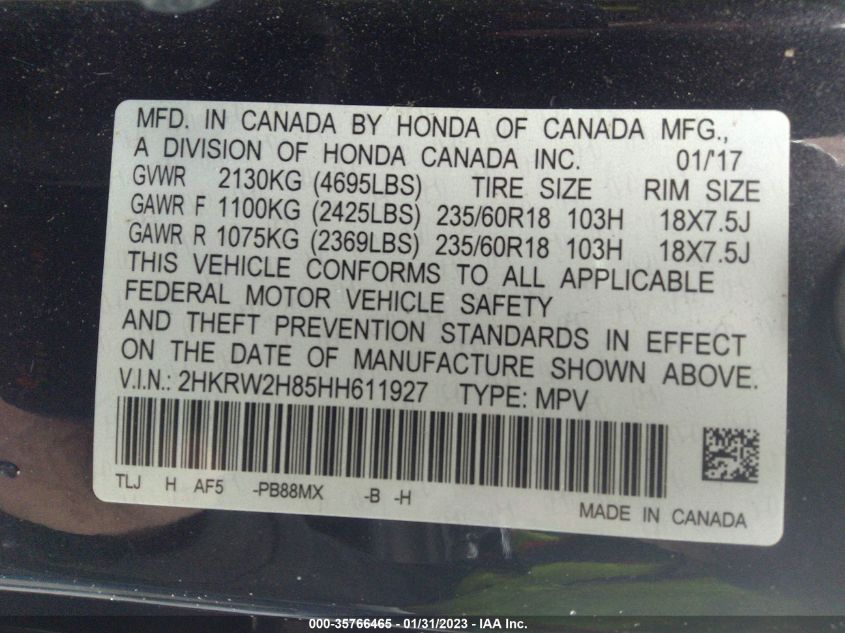 MFD. IN CANADA BY HONDA OF CANADA MFG.,
A DIVISION OF HONDA CANADA INC. 01/'17
GVWR 2130KG (4695LBS) TIRE SIZE RIM SIZE
GAWR F 1100KG (2425LBS) 235/60R18 103H 18X7.5J
GAWR R 1075KG (2369LBS) 235/60R18 103H 18X7.5J
THIS VEHICLE CONFORMS TO ALL APPLICABLE
FEDERAL MOTOR VEHICLE SAFETY
AND THEFT PREVENTION STANDARDS IN EFFECT
ON THE DATE OF MANUFACTURE SHOWN ABOVE.
V.I.N.: 2HKRW2H85HH611927 TYPE: MPV
TLJ H AF5 -PB88MX -B -H
MADE IN CANADA
000-35766465 - 01/31/2023 - IAA Inc.